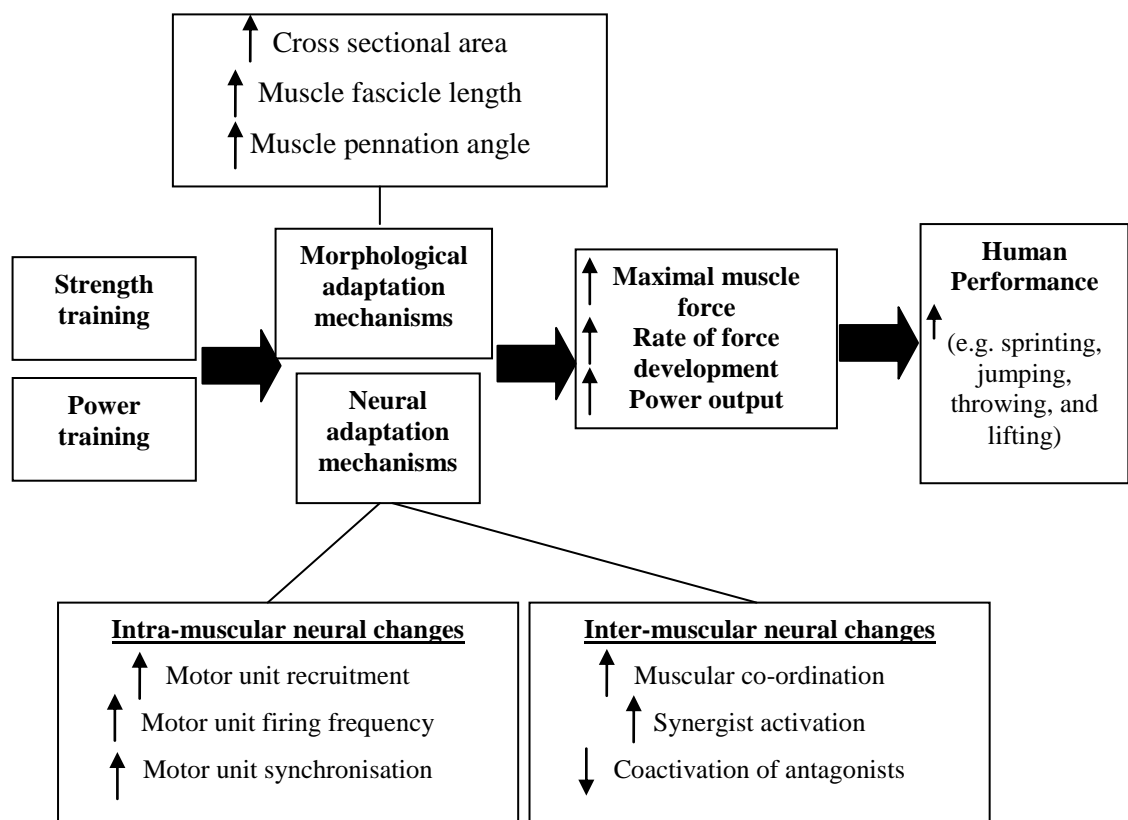 Cross sectional area
Muscle fascicle length
Muscle pennation angle
Strength
training
Power
training
Morphological
adaptation
mechanisms
Neural
adaptation
mechanisms
Maximal muscle
force
Rate of force
development
Power output
Human
Performance
(e.g. sprinting,
jumping,
throwing, and
lifting)
Intra-muscular neural changes
Motor unit recruitment
Motor unit firing frequency
Motor unit synchronisation
Inter-muscular neural changes
Muscular co-ordination
Synergist activation
Coactivation of antagonists